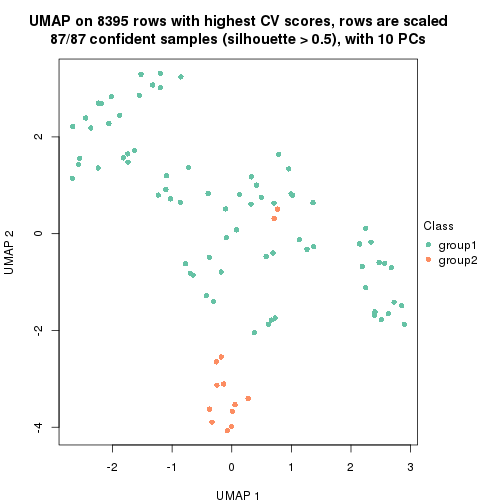 UMAP on 8395 rows with highest CV scores, rows are scaled
87/87 confident samples (silhouette > 0.5), with 10 PCs
Class
group1
group2
UMAP 2
2
0
-2
-4
-2
-1
0
1
2
3
UMAP 1